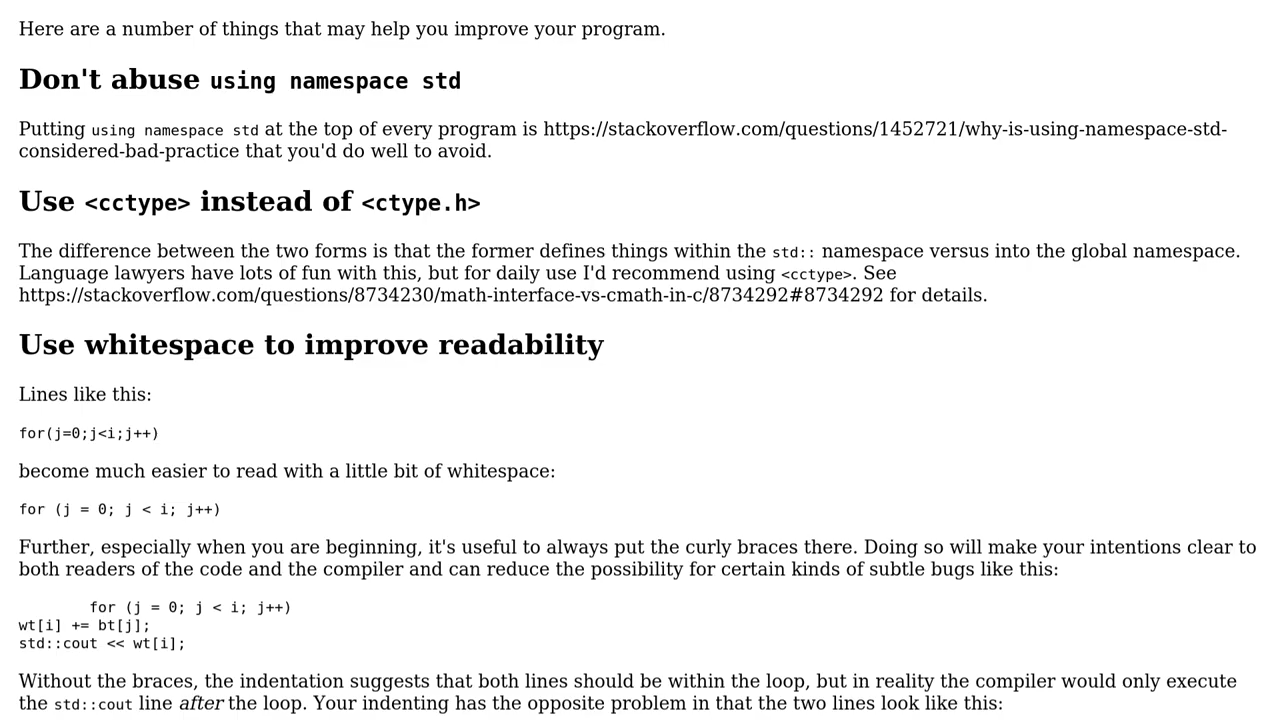 Here are a number of things that may help you improve your program.
Don't abuse using namespace std
Putting using namespace std at the top of every program is https://stackoverflow.com/questions/1452721/why-is-using-namespace-std-
considered-bad-practice that you'd do well to avoid.
Use <cctype> instead of <ctype.h>
The difference between the two forms is that the former defines things within the std:: namespace versus into the global namespace.
Language lawyers have lots of fun with this, but for daily use I'd recommend using <cctype>. See
https://stackoverflow.com/questions/8734230/math-interface-vs-cmath-in-c/8734292#8734292 for details.
Use whitespace to improve readability
Lines like this:
for(j=0;j<i;j++)
become much easier to read with a little bit of whitespace:
for (j = 0; j < i; j++)
Further, especially when you are beginning, it's useful to always put the curly braces there. Doing so will make your intentions clear to
both readers of the code and the compiler and can reduce the possibility for certain kinds of subtle bugs like this:
        for (j = 0; j < i; j++)
wt[i] += bt[j];
std::cout << wt[i];
Without the braces, the indentation suggests that both lines should be within the loop, but in reality the compiler would only execute
the std::cout line after the loop. Your indenting has the opposite problem in that the two lines look like this: